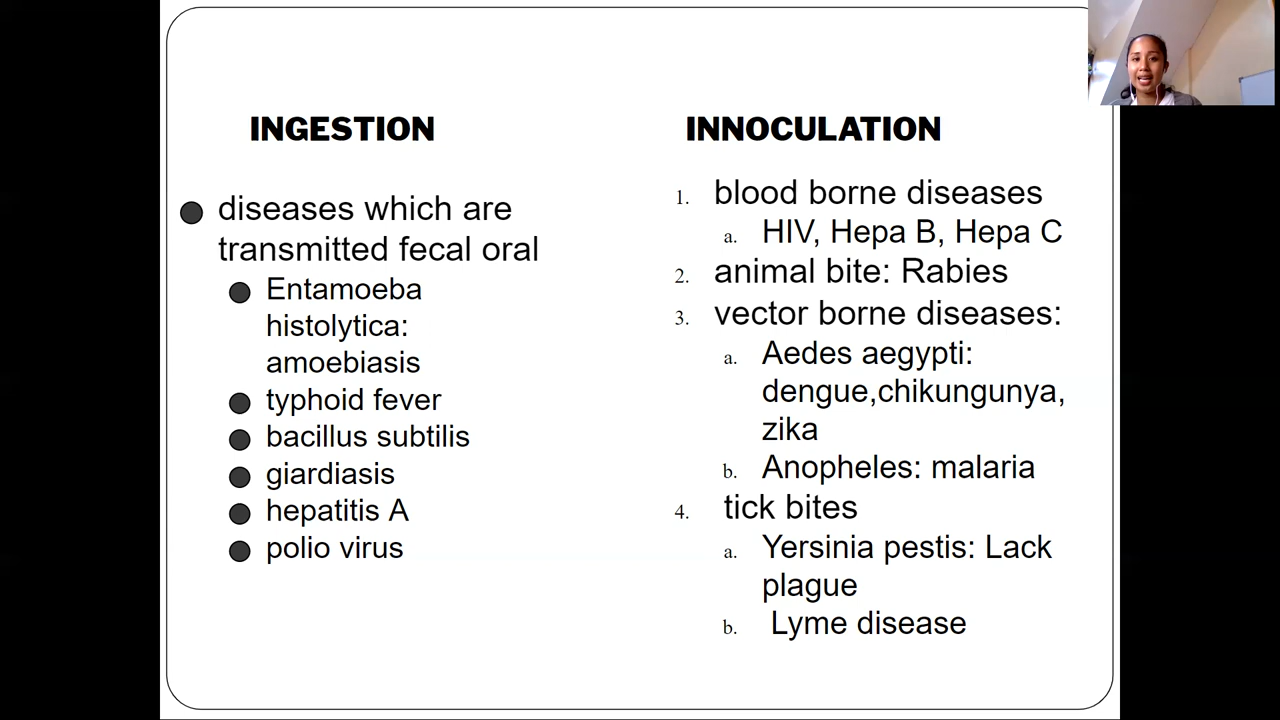 INGESTION
diseases which are
transmitted fecal oral
Entamoeba
histolytica:
amoebiasis
typhoid fever
bacillus subtilis
giardiasis
hepatitis A
polio virus
INNOCULATION
1. blood borne diseases
a. HIV, Hepa B, Hepa C
2. animal bite: Rabies
3. vector borne diseases:
a. Aedes aegypti:
dengue,chikungunya,
zika
b. Anopheles: malaria
4. tick bites
a. Yersinia pestis: Lack
plague
b. Lyme disease